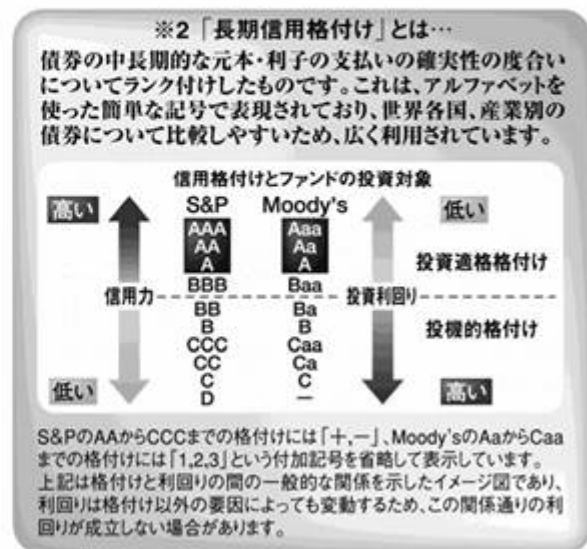 ※2「長期信用格付け」とは…
債券の中長期的な元本・利子の支払いの確実性の度合い
についてランク付けしたものです。これは、アルファベットを
使った簡単な記号で表現されており、世界各国、産業別の
債券について比較しやすいため、広く利用されています。
信用格付けとファンドの投資対象
高い S&P Moody's 低い
AAA Aaa
AA Aa
A A 投資適格格付け
BBB Baa
信用力 投資利回り
BB Ba 投機的格付け
B B
CCC Caa
CC Ca
C C
低い D — 高い
S&PのAAからCCCまでの格付けには「+,−」、Moody'sのAaからCaa
までの格付けには「1,2,3」という付加記号を省略して表示しています。
上記は格付けと利回りの間の一般的な関係を示したイメージ図であり、
利回りは格付け以外の要因によっても変動するため、この関係通りの利
回りが成立しない場合があります。